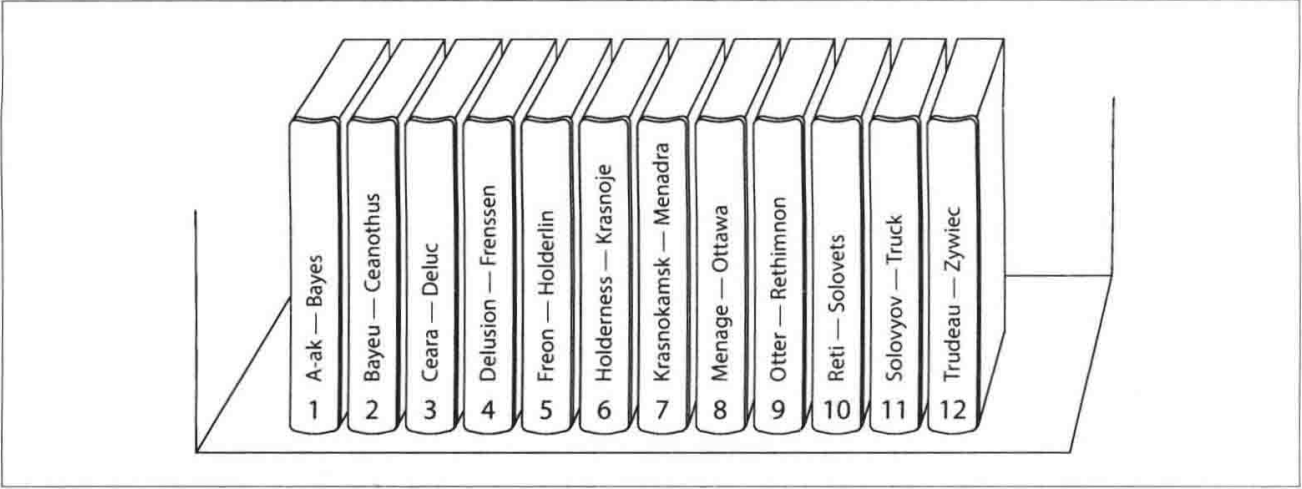 A-ak — Bayes
1
Bayeu — Ceanothus
2
Ceara — Deluc
3
Delusion — Frenssen
4
Freon — Holderlin
5
Holderness — Krasnoje
6
Krasnokamsk — Menadra
7
Menage — Ottawa
8
Otter — Rethimnon
9
Reti — Solovets
10
Solovyov — Truck
11
Trudeau — Zywiec
12